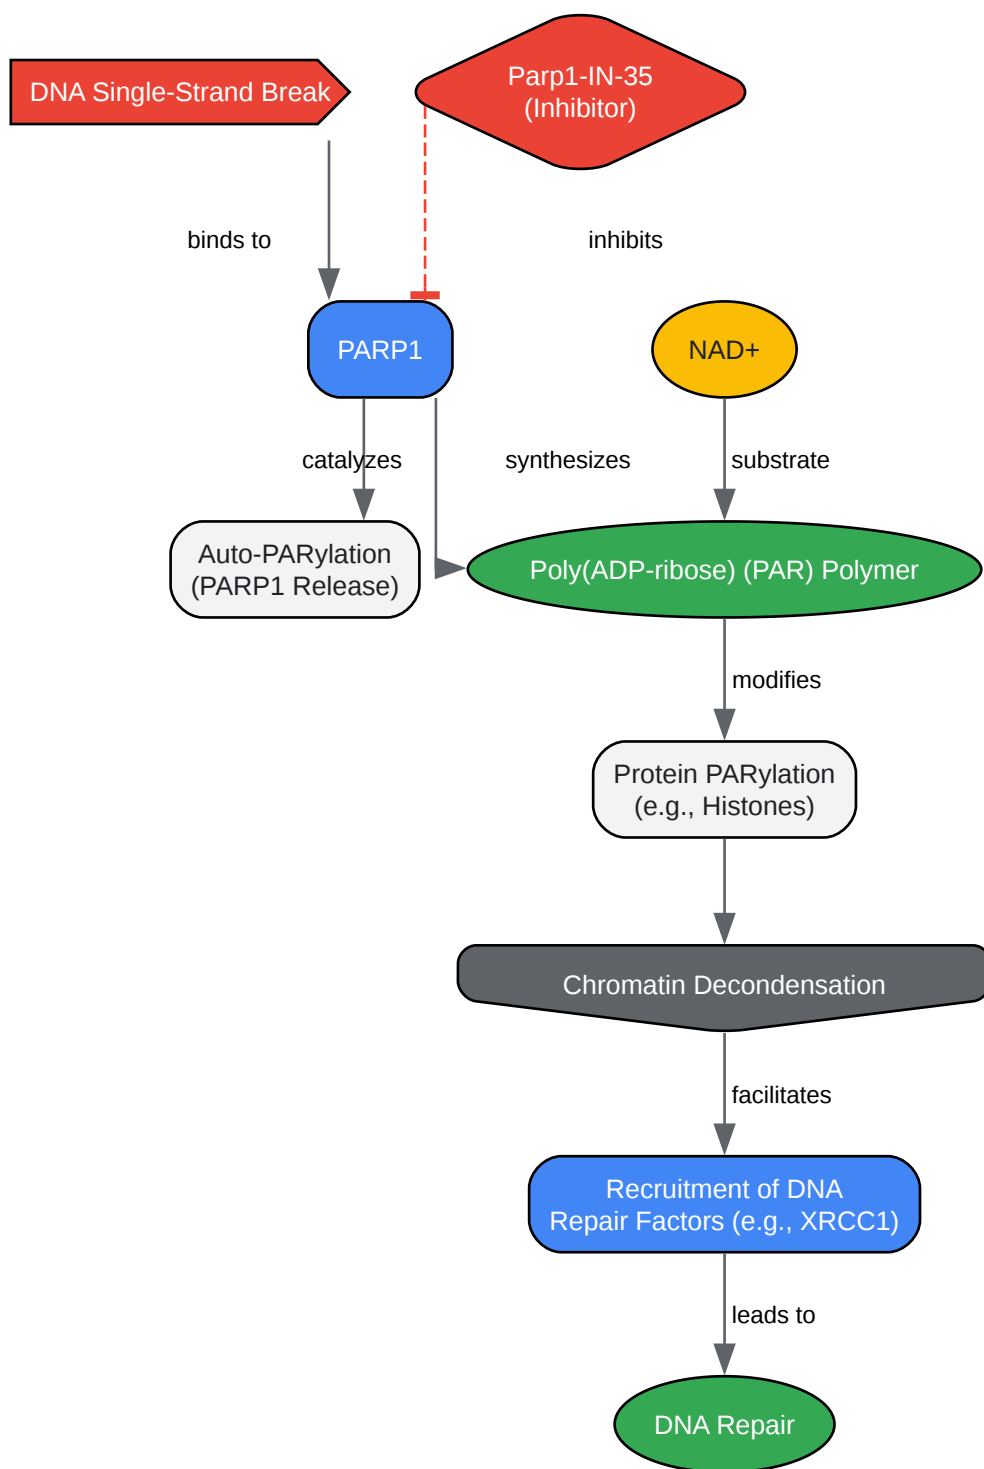 DNA Single-Strand Break
Parp1-IN-35
(Inhibitor)
binds to
inhibits
PARP1
NAD+
catalyzes
synthesizes
substrate
Auto-PARylation
(PARP1 Release)
Poly(ADP-ribose) (PAR) Polymer
modifies
Protein PARylation
(e.g., Histones)
Chromatin Decondensation
facilitates
Recruitment of DNA
Repair Factors (e.g., XRCC1)
leads to
DNA Repair